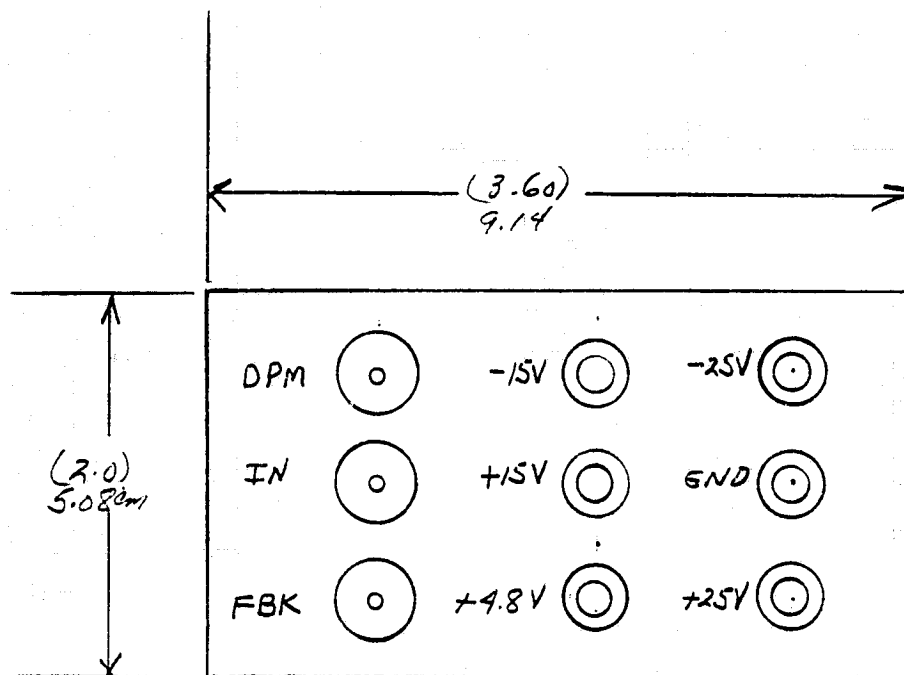 (3.60)
9.14
DPM
-15V
-25V
(2.0)
5.08cm
IN
+15V
GND
FBK
+4.8V
+25V